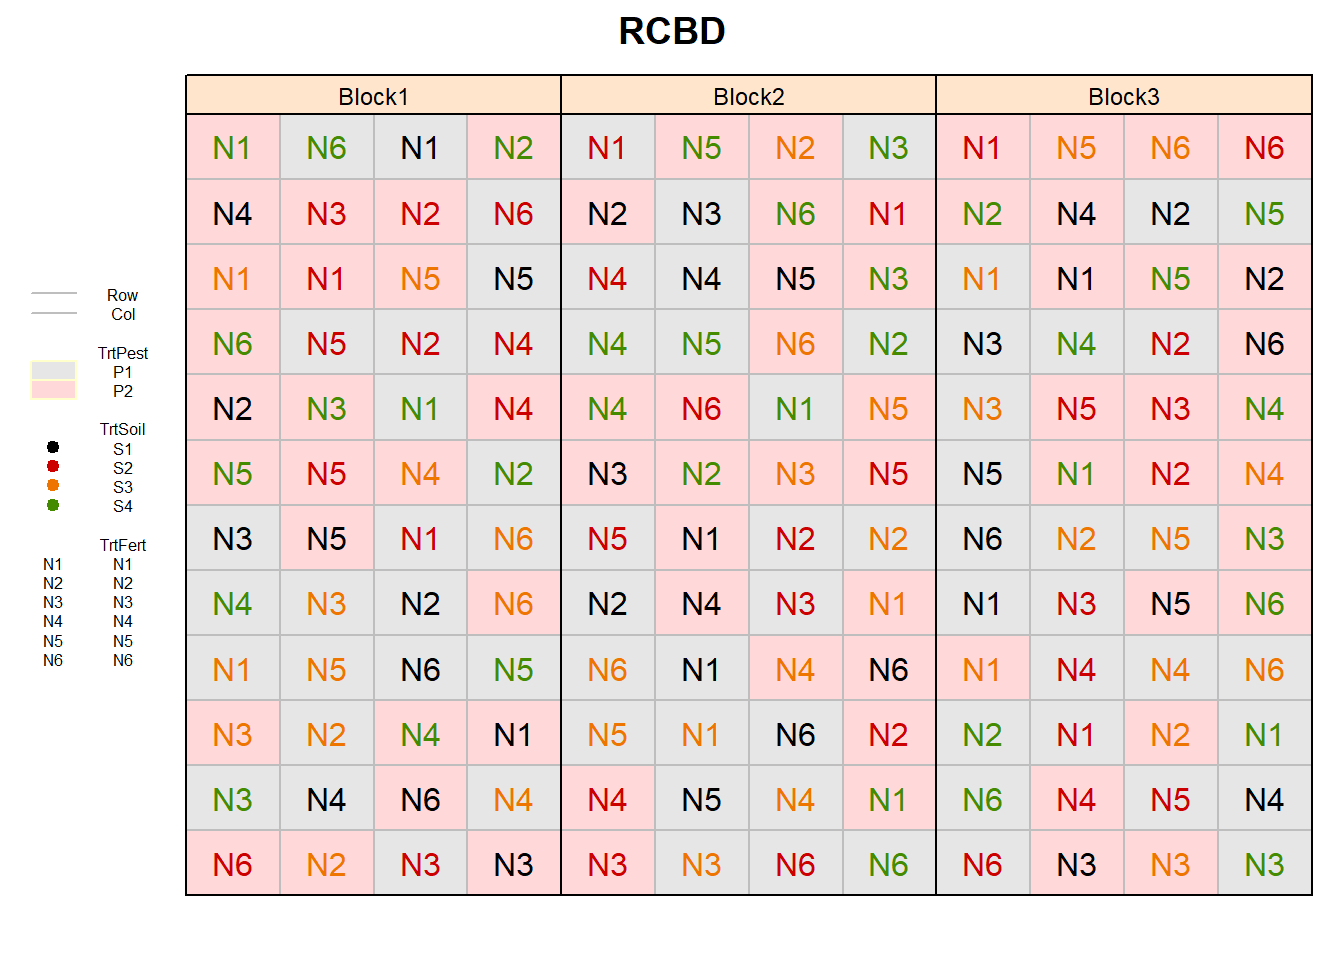 RCBD
Block1 Block2 Block3
N1 N6 N1 N2 N1 N5 N2 N3 N1 N5 N6 N6
N4 N3 N2 N6 N2 N3 N6 N1 N2 N4 N2 N5
N1 N1 N5 N5 N4 N4 N5 N3 N1 N1 N5 N2
N6 N5 N2 N4 N4 N5 N6 N2 N3 N4 N2 N6
N2 N3 N1 N4 N4 N6 N1 N5 N3 N5 N3 N4
N5 N5 N4 N2 N3 N2 N3 N5 N5 N1 N2 N4
N3 N5 N1 N6 N5 N1 N2 N2 N6 N2 N5 N3
N4 N3 N2 N6 N2 N4 N3 N1 N1 N3 N5 N6
N1 N5 N6 N5 N6 N1 N4 N6 N1 N4 N4 N6
N3 N2 N4 N1 N5 N1 N6 N2 N2 N1 N2 N1
N3 N4 N6 N4 N4 N5 N4 N1 N6 N4 N5 N4
N6 N2 N3 N3 N3 N3 N6 N6 N6 N3 N3 N3
Row
Col
TrtPest
P1
P2
TrtSoil
S1
S2
S3
S4
TrtFert
N1 N1
N2 N2
N3 N3
N4 N4
N5 N5
N6 N6